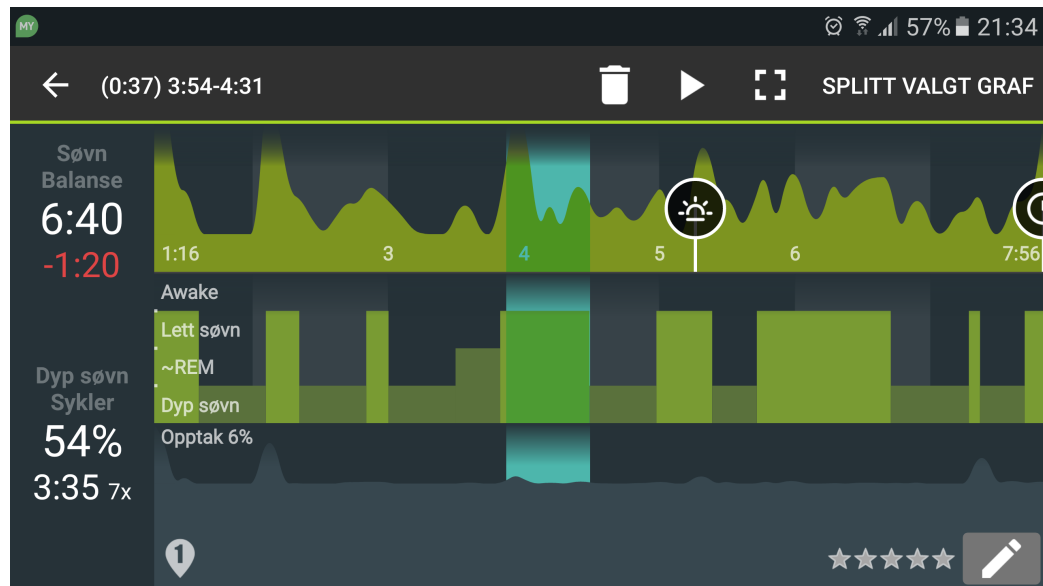 MY
57% 21:34
(0:37) 3:54-4:31
SPLITT VALGT GRAF
Søvn
Balanse
6:40
-1:20
1:16 3 4 5 6 7:56
Awake
Lett søvn
~REM
Dyp søvn
Dyp søvn
Sykler
54%
3:35 7x
Opptak 6%
1